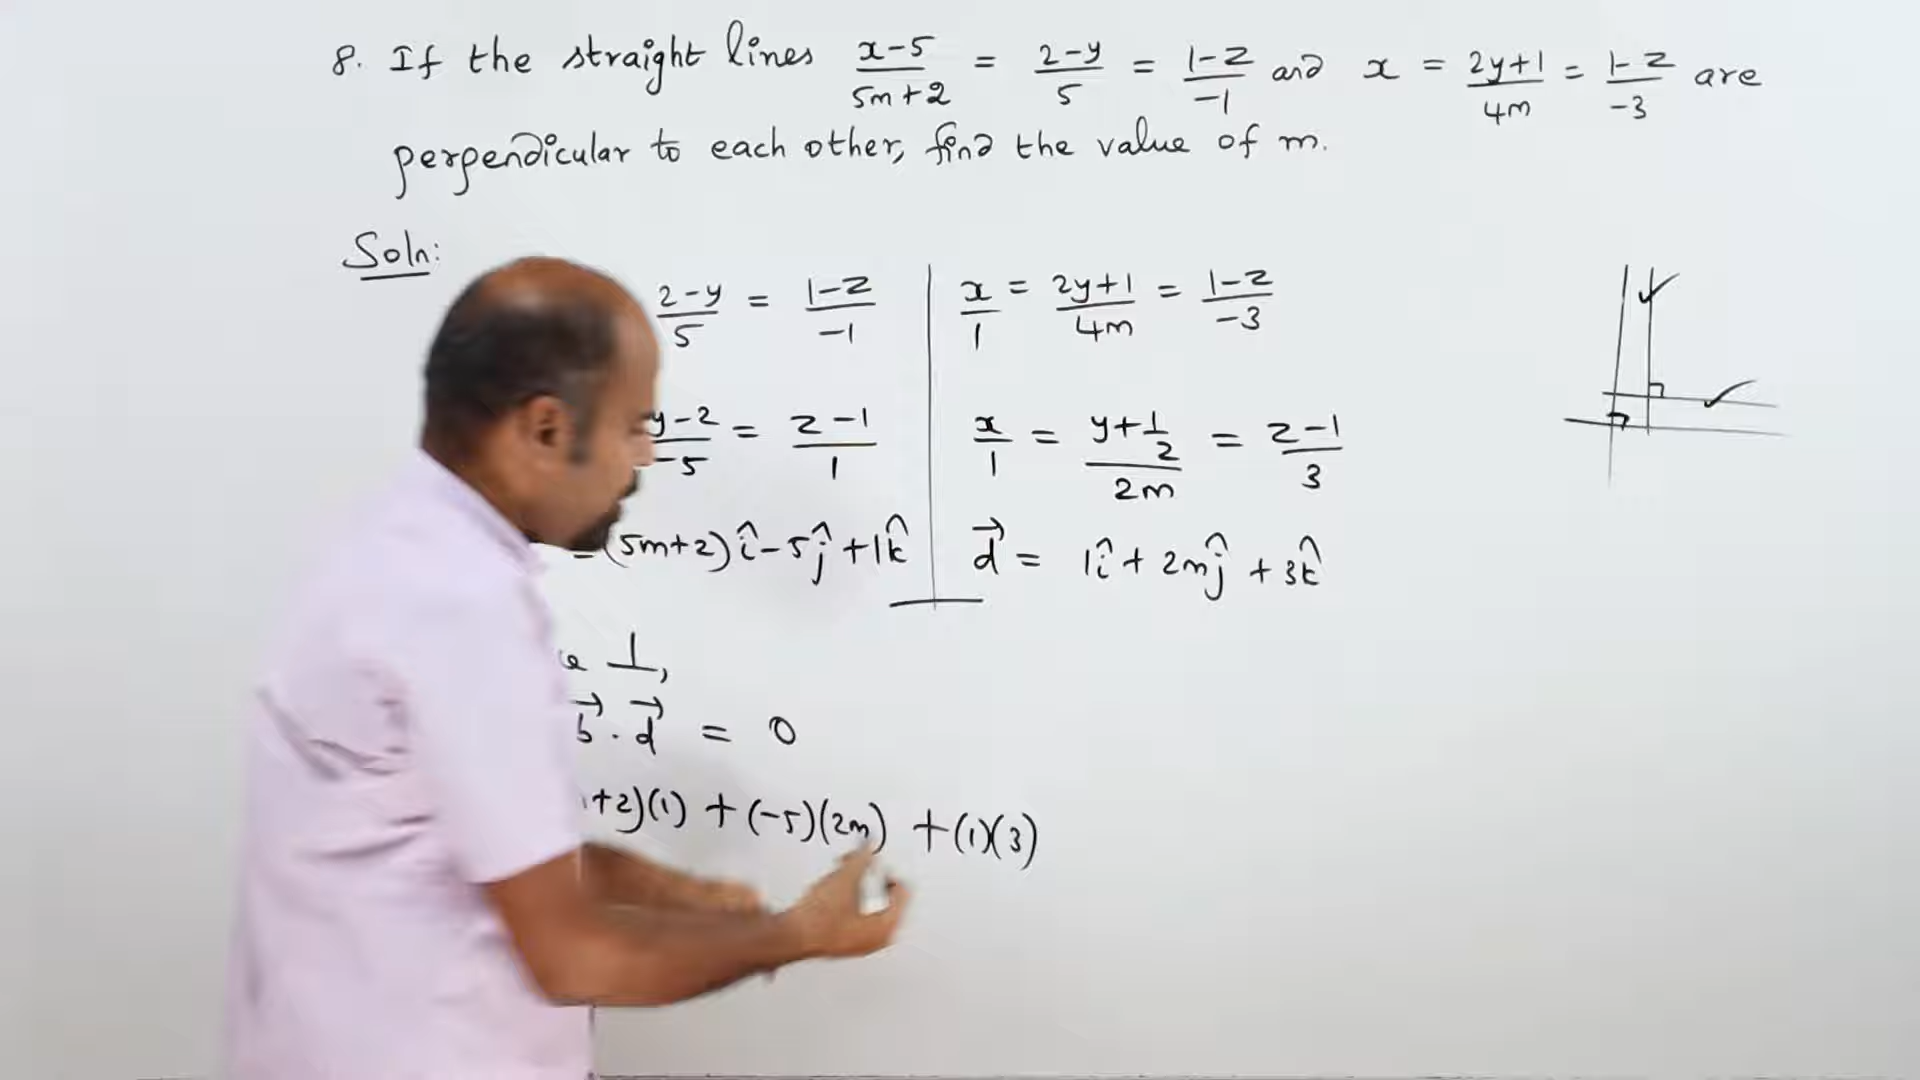 8. If the straight lines (x-5)/(5m+2) = (2-y)/5 = (1-z)/(-1) and x = (2y+1)/(4m) = (1-z)/(-3) are
perpendicular to each other, find the value of m.
Soln:
(2-y)/5 = (1-z)/(-1)
x/1 = (2y+1)/(4m) = (1-z)/(-3)
(y-2)/(-5) = (z-1)/1
x/1 = (y+1/2)/(2m) = (z-1)/3
= (5m+2)î - 5ĵ + 1k̂
d⃗ = 1î + 2mĵ + 3k̂
⊥,
b⃗ . d⃗ = 0
+2)(1) + (-5)(2m) + (1)(3)